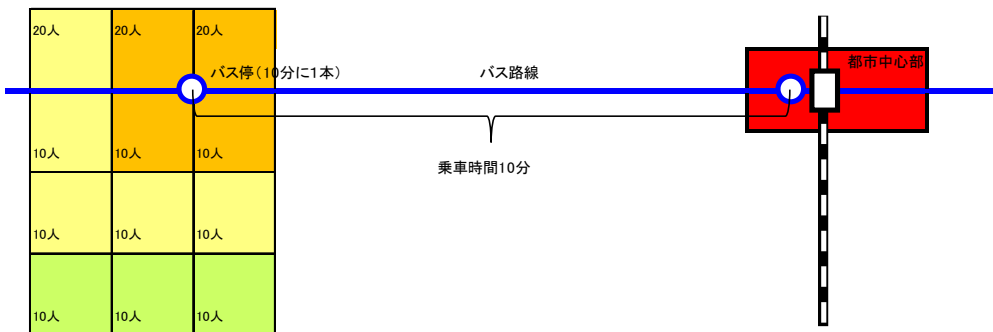 20人 20人 20人
バス停(10分に1本)
バス路線
都市中心部
10人 10人 10人
乗車時間10分
10人 10人 10人
10人 10人 10人